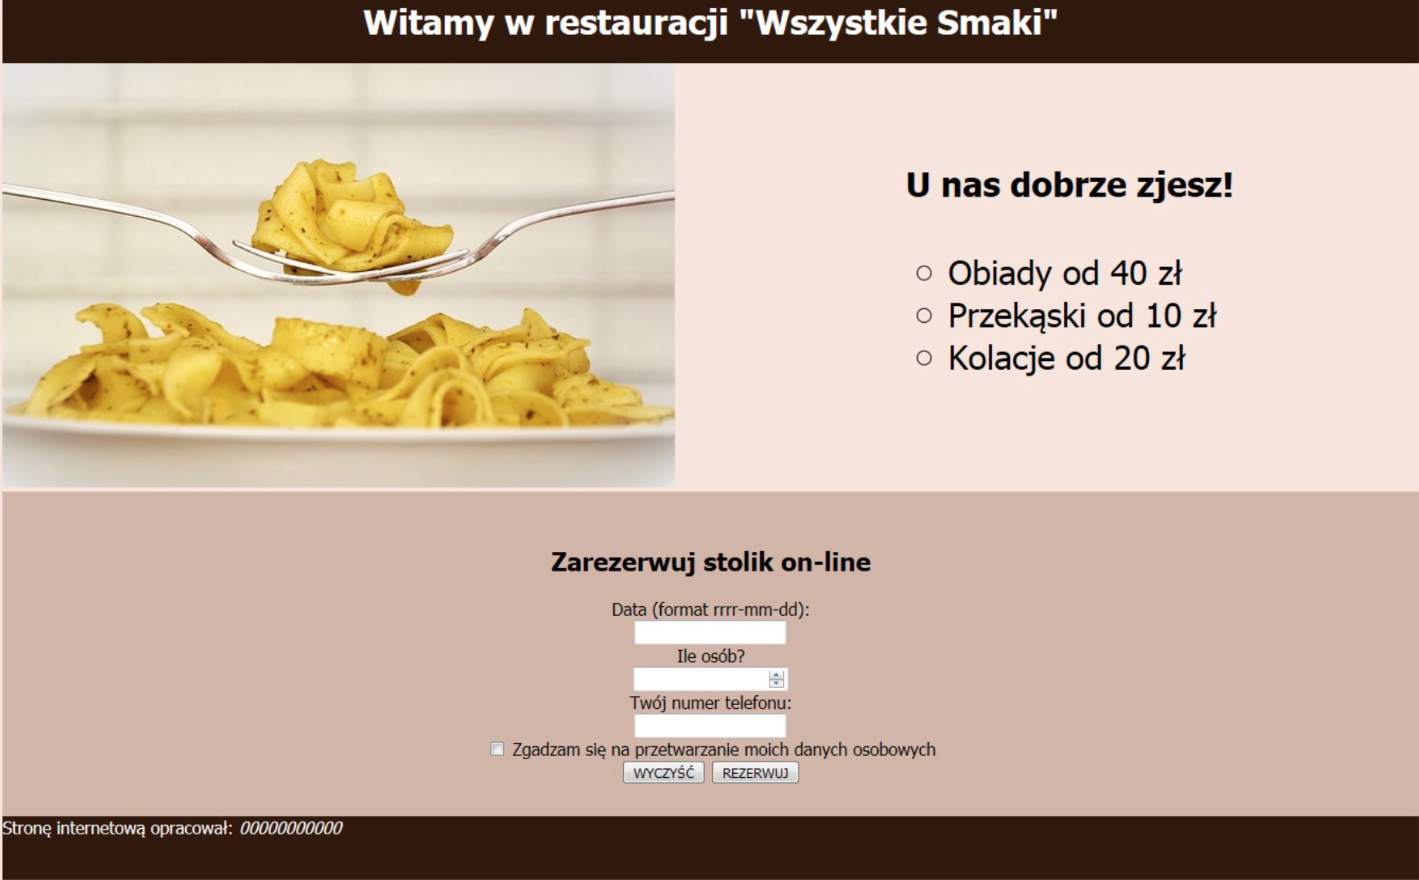 Witamy w restauracji "Wszystkie Smaki"
U nas dobrze zjesz!
Obiady od 40 zł
Przekąski od 10 zł
Kolacje od 20 zł
Zarezerwuj stolik on-line
Data (format rrrr-mm-dd):
Ile osób?
Twój numer telefonu:
Zgadzam się na przetwarzanie moich danych osobowych
WYCZYŚĆ REZERWUJ
Stronę internetową opracował: 00000000000